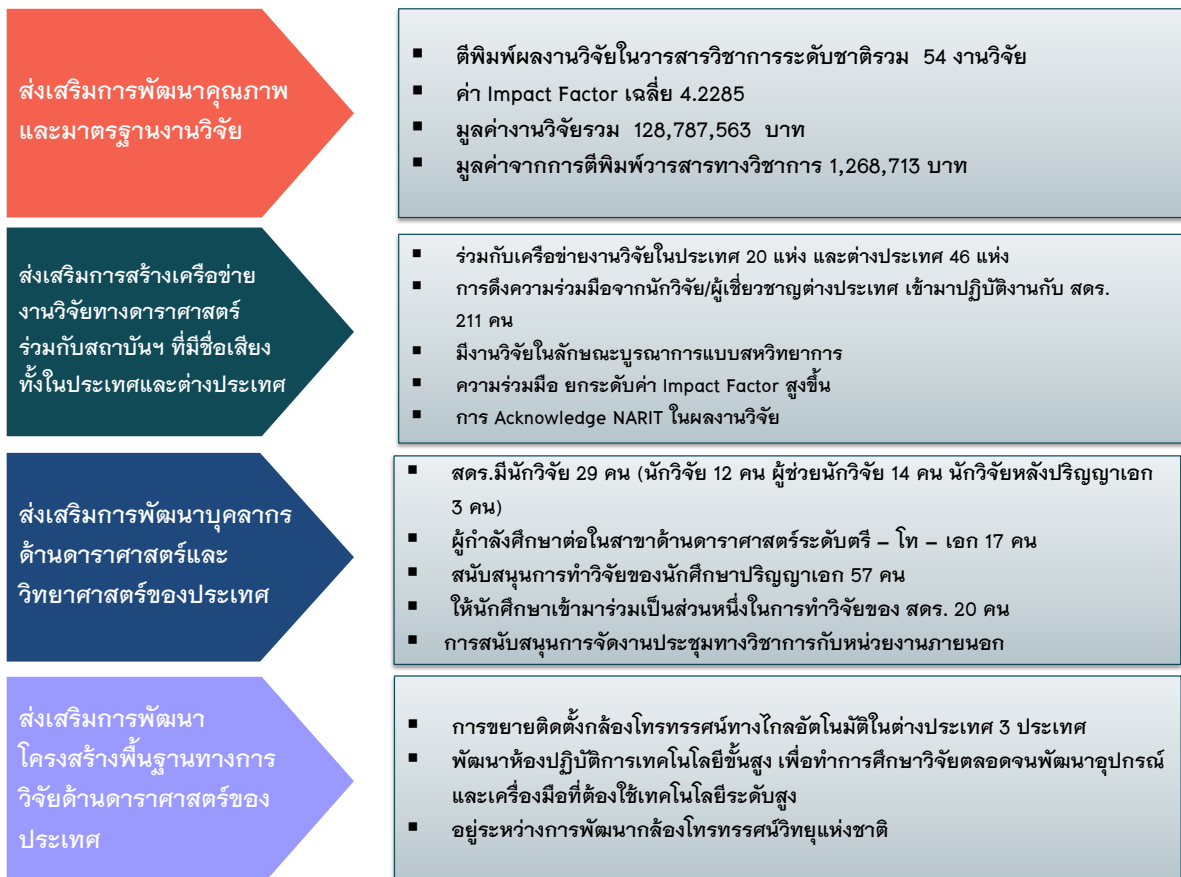 ส่งเสริมการพัฒนาคุณภาพ
และมาตรฐานงานวิจัย
▪ ตีพิมพ์ผลงานวิจัยในวารสารวิชาการระดับชาติรวม 54 งานวิจัย
▪ ค่า Impact Factor เฉลี่ย 4.2285
▪ มูลค่างานวิจัยรวม 128,787,563 บาท
▪ มูลค่าจากการตีพิมพ์วารสารทางวิชาการ 1,268,713 บาท
ส่งเสริมการสร้างเครือข่าย
งานวิจัยทางดาราศาสตร์
ร่วมกับสถาบันฯ ที่มีชื่อเสียง
ทั้งในประเทศและต่างประเทศ
▪ ร่วมกับเครือข่ายงานวิจัยในประเทศ 20 แห่ง และต่างประเทศ 46 แห่ง
▪ การดึงความร่วมมือจากนักวิจัย/ผู้เชี่ยวชาญต่างประเทศ เข้ามาปฏิบัติงานกับ สดร.
211 คน
▪ มีงานวิจัยในลักษณะบูรณาการแบบสหวิทยาการ
▪ ความร่วมมือ ยกระดับค่า Impact Factor สูงขึ้น
▪ การ Acknowledge NARIT ในผลงานวิจัย
ส่งเสริมการพัฒนาบุคลากร
ด้านดาราศาสตร์และ
วิทยาศาสตร์ของประเทศ
▪ สดร.มีนักวิจัย 29 คน (นักวิจัย 12 คน ผู้ช่วยนักวิจัย 14 คน นักวิจัยหลังปริญญาเอก
3 คน)
▪ ผู้กำลังศึกษาต่อในสาขาด้านดาราศาสตร์ระดับตรี – โท – เอก 17 คน
▪ สนับสนุนการทำวิจัยของนักศึกษาปริญญาเอก 57 คน
▪ ให้นักศึกษาเข้ามาร่วมเป็นส่วนหนึ่งในการทำวิจัยของ สดร. 20 คน
▪ การสนับสนุนการจัดงานประชุมทางวิชาการกับหน่วยงานภายนอก
ส่งเสริมการพัฒนา
โครงสร้างพื้นฐานทางการ
วิจัยด้านดาราศาสตร์ของ
ประเทศ
▪ การขยายติดตั้งกล้องโทรทรรศน์ทางไกลอัตโนมัติในต่างประเทศ 3 ประเทศ
▪ พัฒนาห้องปฏิบัติการเทคโนโลยีขั้นสูง เพื่อทำการศึกษาวิจัยตลอดจนพัฒนาอุปกรณ์
และเครื่องมือที่ต้องใช้เทคโนโลยีระดับสูง
▪ อยู่ระหว่างการพัฒนากล้องโทรทรรศน์วิทยุแห่งชาติ